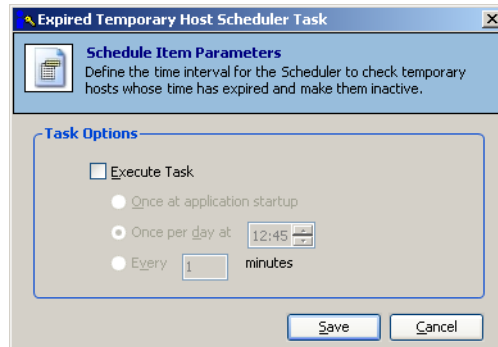 Expired Temporary Host Scheduler Task
Schedule Item Parameters
Define the time interval for the Scheduler to check temporary
hosts whose time has expired and make them inactive.
Task Options
Execute Task
Once at application startup
Once per day at 12:45
Every 1 minutes
Save Cancel